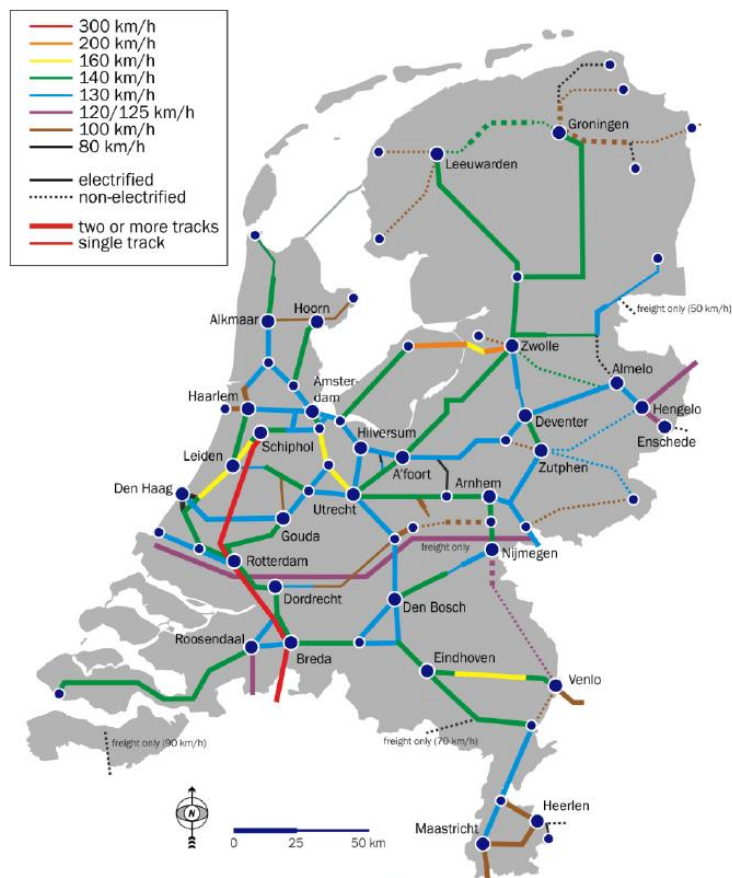 300 km/h
200 km/h
160 km/h
140 km/h
130 km/h
120/125 km/h
100 km/h
80 km/h
electrified
non-electrified
two or more tracks
single track
Groningen
Leeuwarden
freight only (50 km/h)
Alkmaar
Hoorn
Zwolle
Almelo
Haarlem
Amster-
dam
Hengelo
Deventer
Enschede
Schiphol
Hilversum
Leiden
A'foort
Zutphen
Den Haag
Arnhem
Utrecht
Gouda
freight only
Nijmegen
Rotterdam
Dordrecht
Den Bosch
Roosendaal
Breda
Eindhoven
Venlo
freight only (90 km/h)
freight only (70 km/h)
N
Heerlen
Maastricht
0 25 50 km